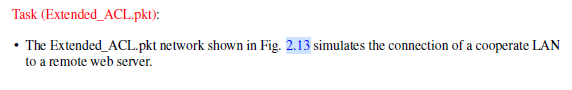 Task (Extended_ACL.pkt):
• The Extended_ACL.pkt network shown in Fig. 2.13 simulates the connection of a cooperate LAN
to a remote web server.